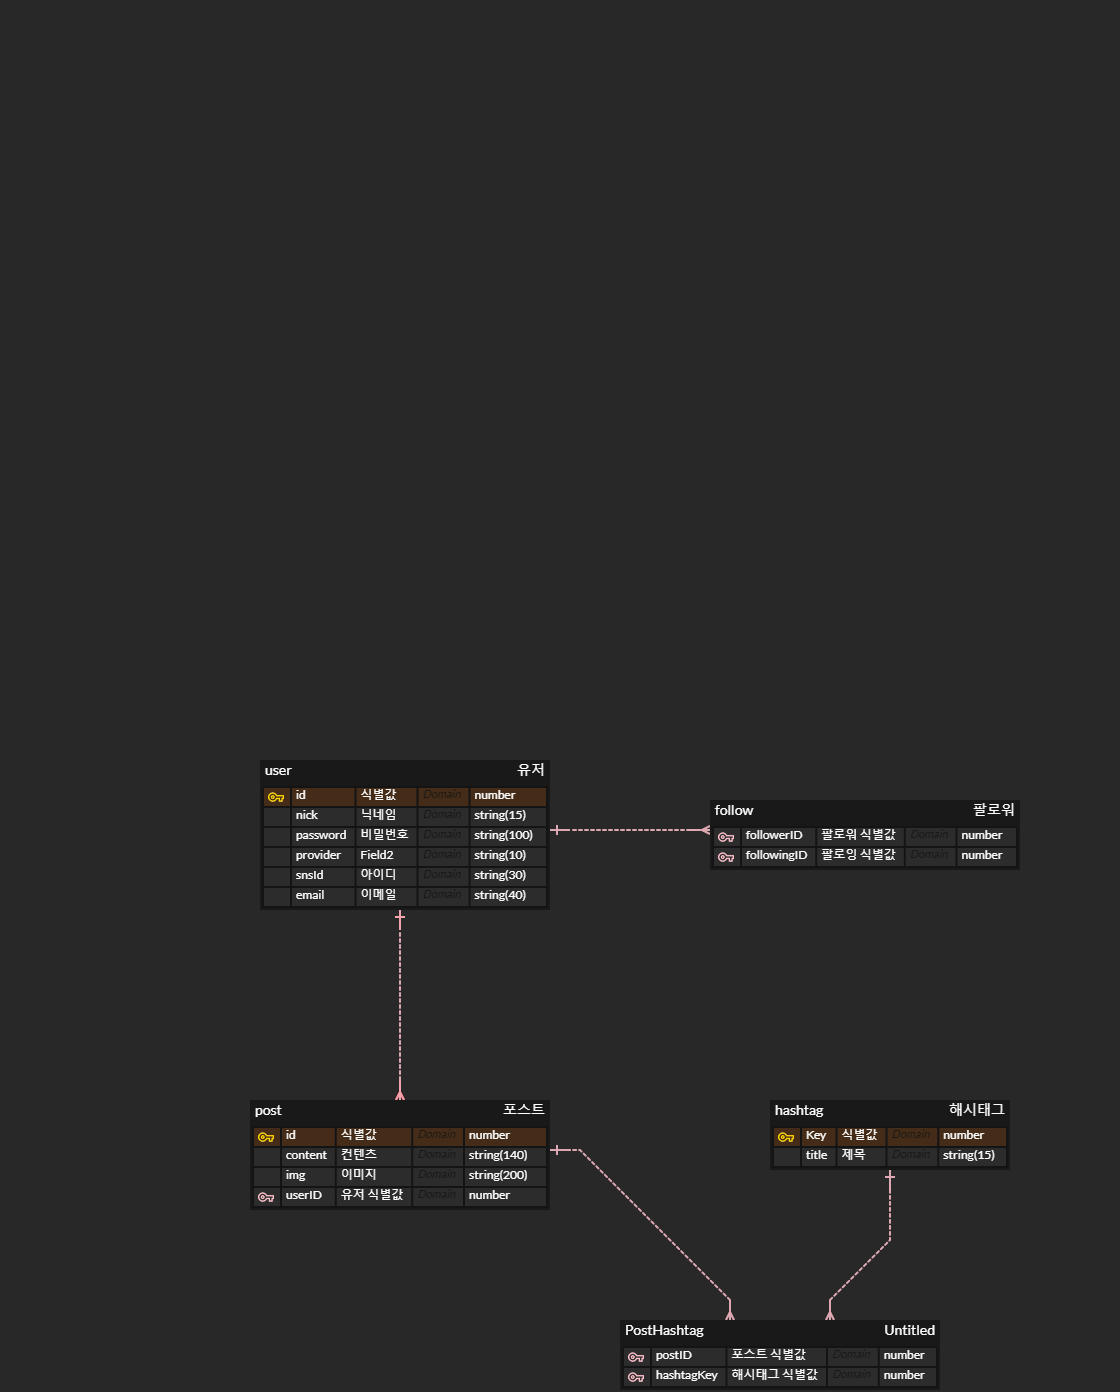 user 유저
id 식별값 Domain number
nick 닉네임 Domain string(15)
password 비밀번호 Domain string(100)
provider Field2 Domain string(10)
snsId 아이디 Domain string(30)
email 이메일 Domain string(40)
follow 팔로워
followerID 팔로워 식별값 Domain number
followingID 팔로잉 식별값 Domain number
post 포스트
id 식별값 Domain number
content 컨텐츠 Domain string(140)
img 이미지 Domain string(200)
userID 유저 식별값 Domain number
hashtag 해시태그
Key 식별값 Domain number
title 제목 Domain string(15)
PostHashtag Untitled
postID 포스트 식별값 Domain number
hashtagKey 해시태그 식별값 Domain number